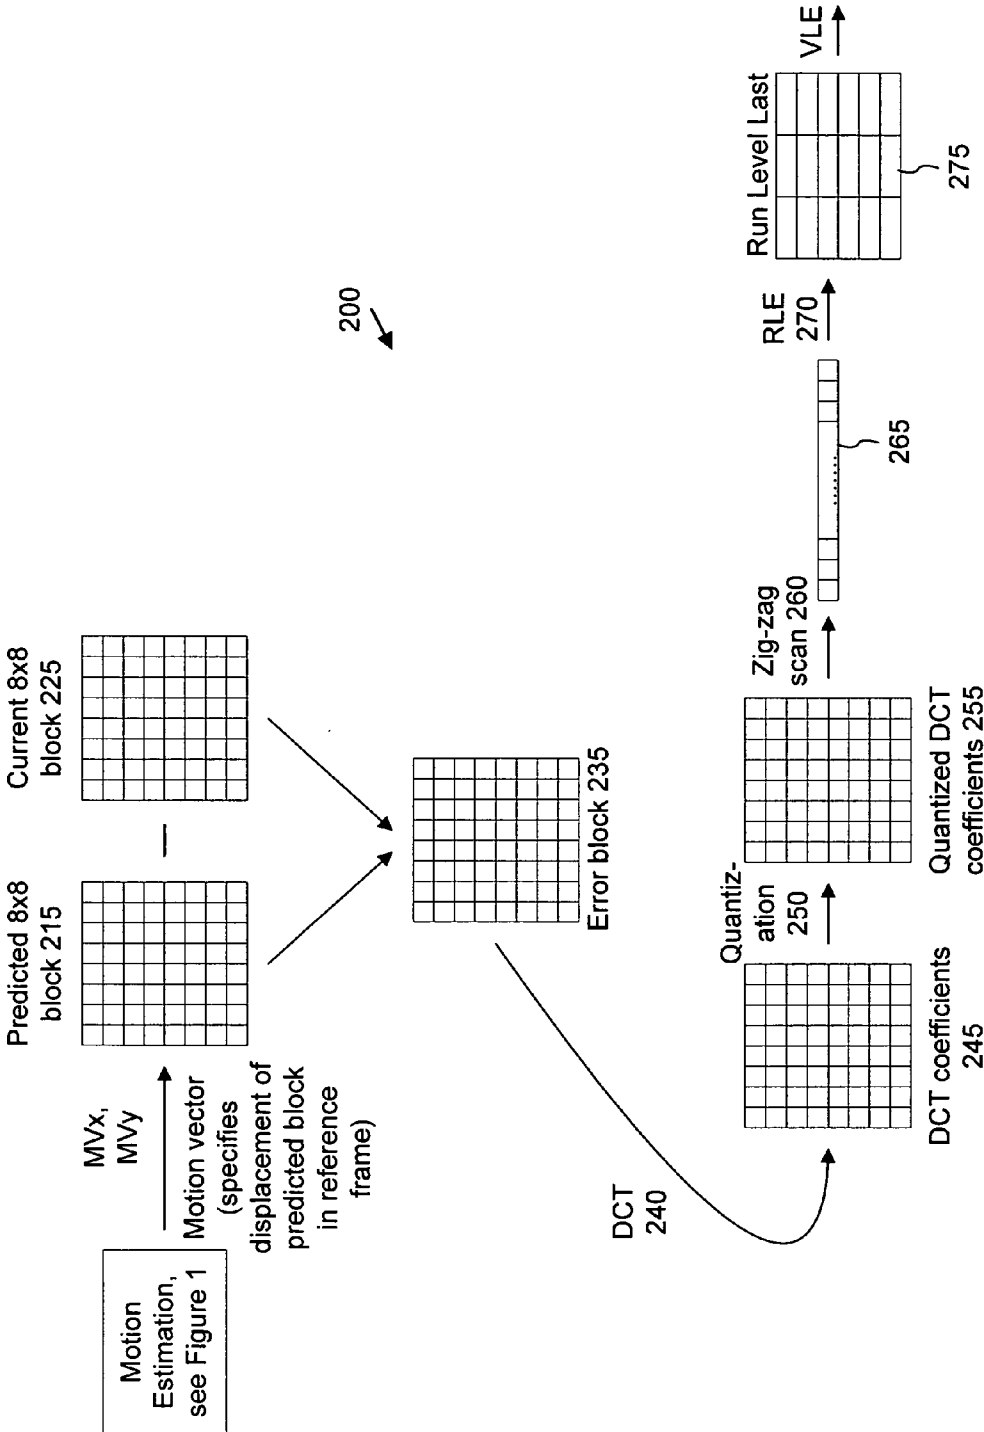 Motion
Estimation,
see Figure 1
MVx,
MVy
Motion vector
(specifies
displacement of
predicted block
in reference
frame)
Predicted 8x8
block 215
Current 8x8
block 225
Error block 235
200
DCT
240
DCT coefficients
245
Quantiz-
ation
250
Quantized DCT
coefficients 255
Zig-zag
scan 260
265
RLE
270
Run Level Last
275
VLE